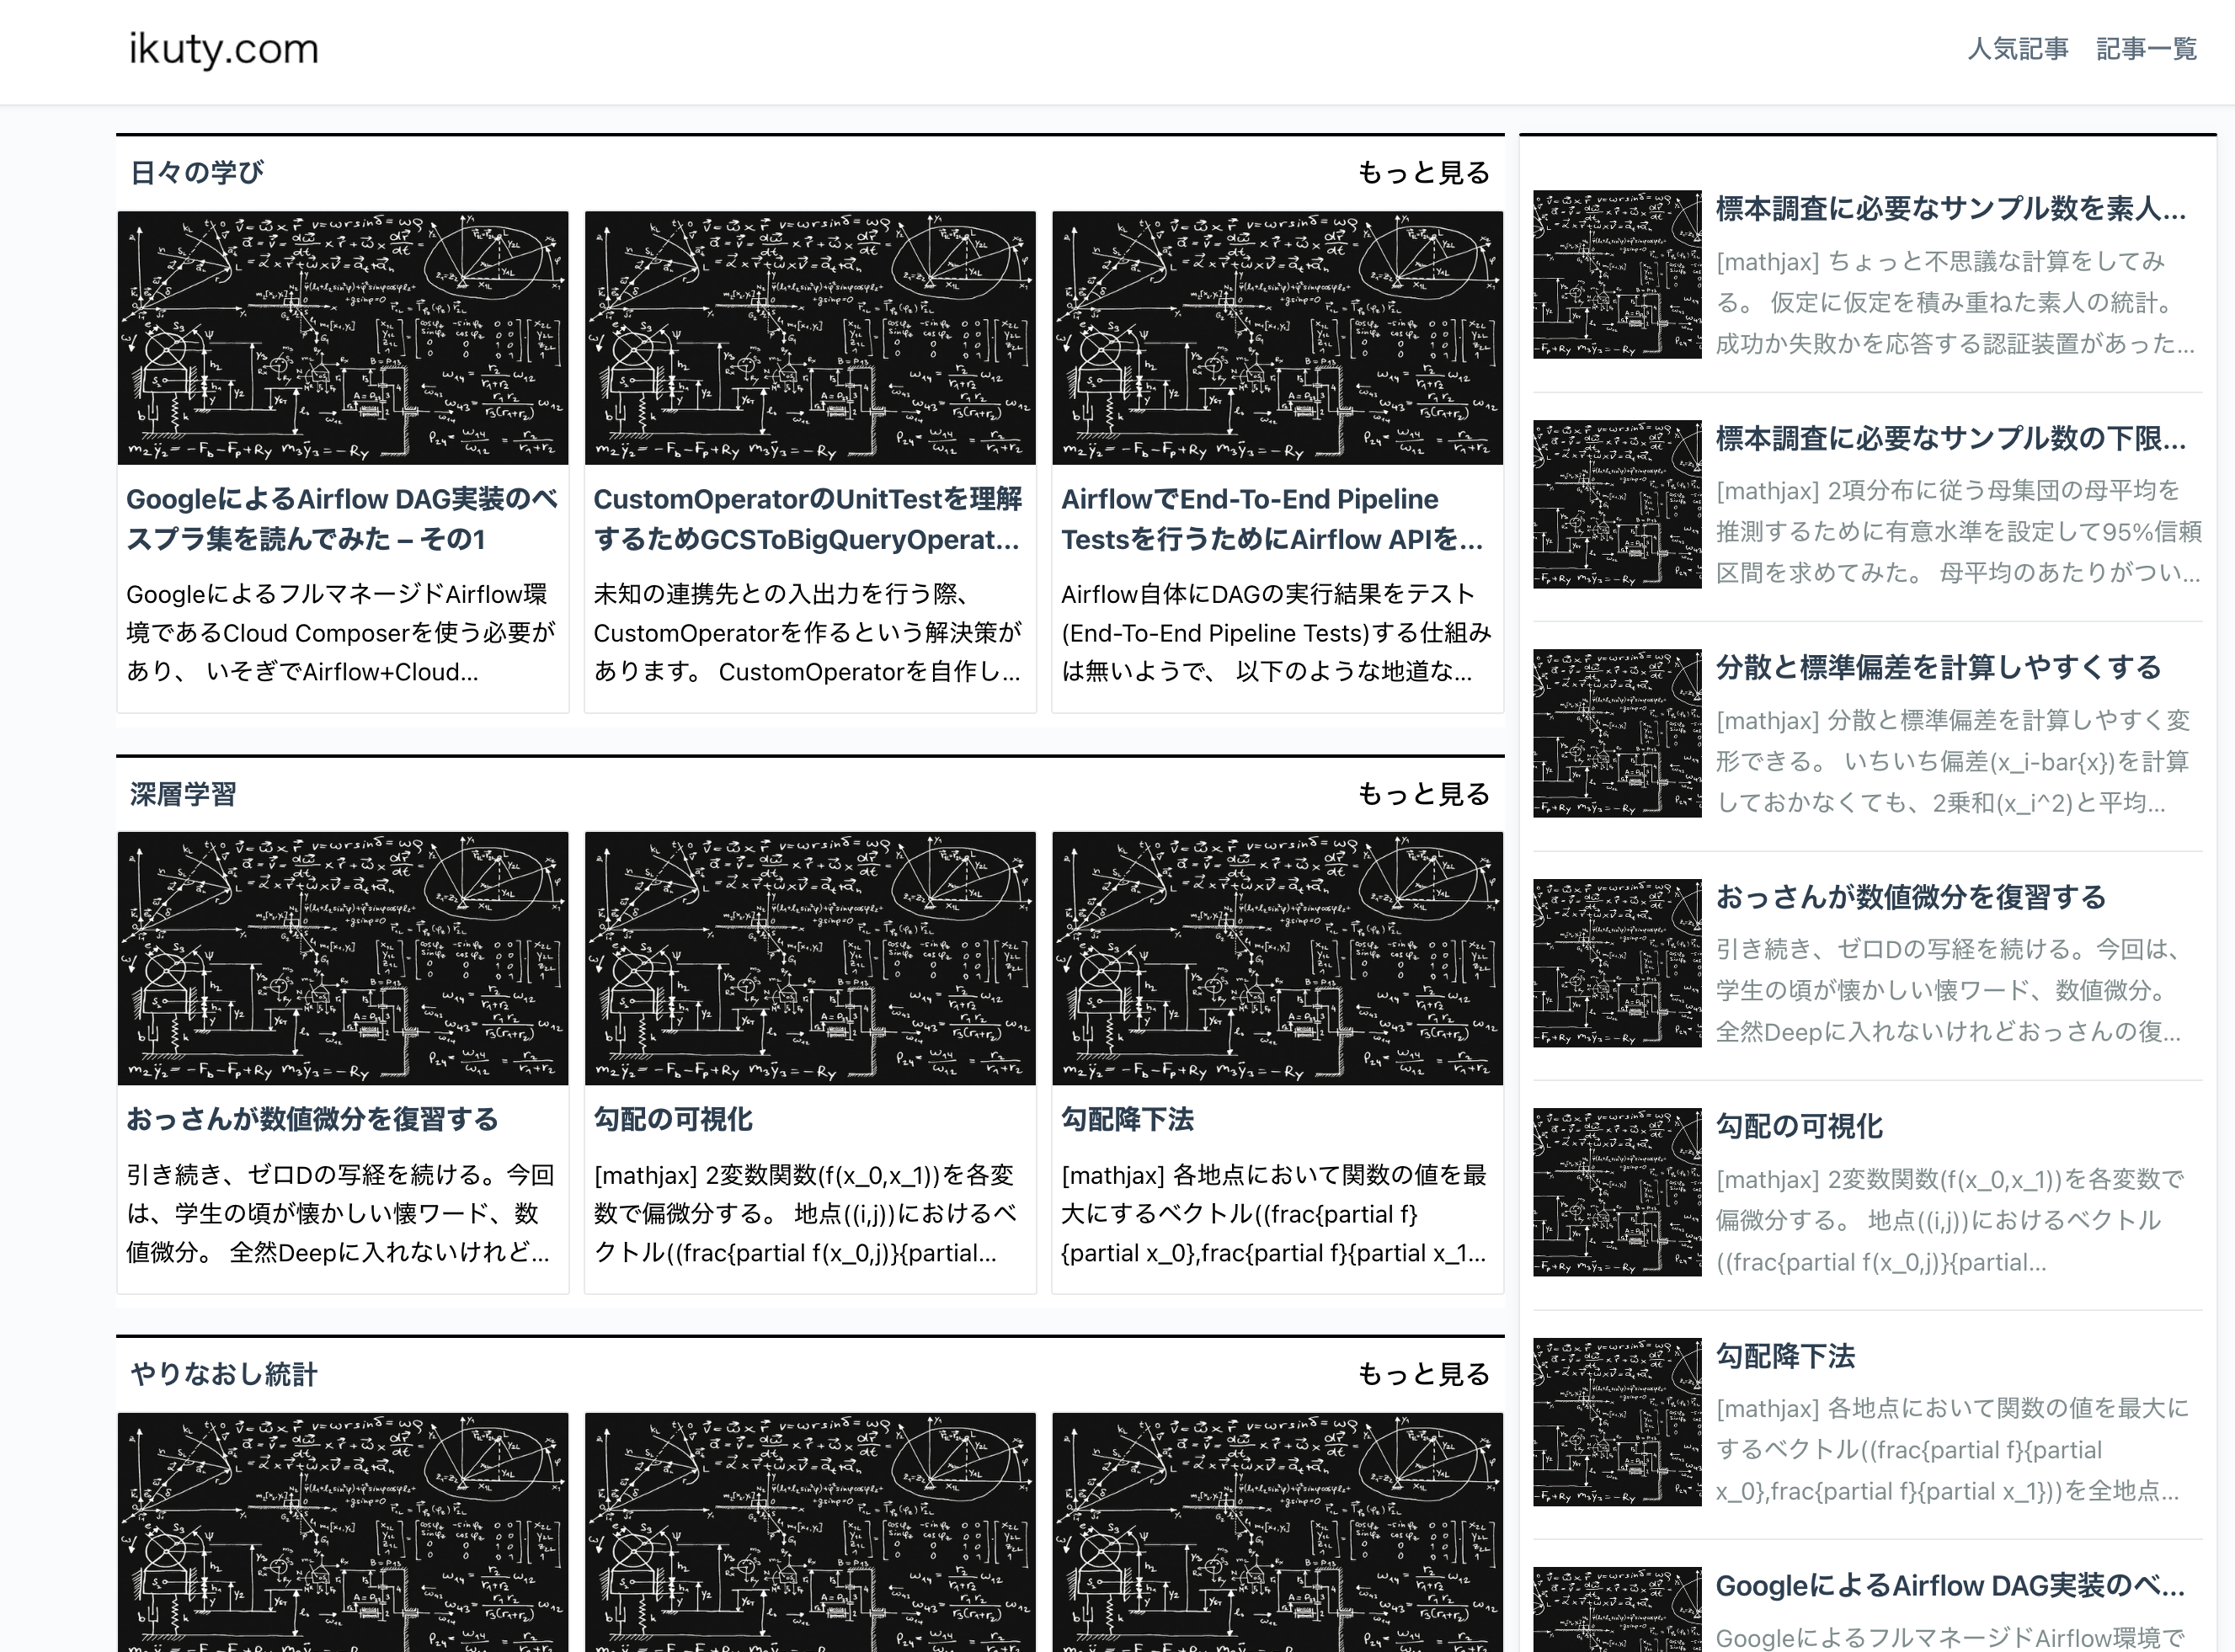 ikuty.com
人気記事 記事一覧
日々の学び
もっと見る
GoogleによるAirflow DAG実装のベ
スプラ集を読んでみた – その1
GoogleによるフルマネージドAirflow環
境であるCloud Composerを使う必要が
あり、 いそぎでAirflow+Cloud...
CustomOperatorのUnitTestを理解
するためGCSToBigQueryOperat...
未知の連携先との入出力を行う際、
CustomOperatorを作るという解決策が
あります。 CustomOperatorを自作し...
AirflowでEnd-To-End Pipeline
Testsを行うためにAirflow APIを...
Airflow自体にDAGの実行結果をテスト
(End-To-End Pipeline Tests)する仕組み
は無いようで、 以下のような地道な...
深層学習
もっと見る
おっさんが数値微分を復習する
引き続き、ゼロDの写経を続ける。今回
は、学生の頃が懐かしい懐ワード、数
値微分。 全然Deepに入れないけれど...
勾配の可視化
[mathjax] 2変数関数(f(x_0,x_1))を各変
数で偏微分する。 地点((i,j))におけるベ
クトル((frac{partial f(x_0,j)}{partial...
勾配降下法
[mathjax] 各地点において関数の値を最
大にするベクトル((frac{partial f}
{partial x_0},frac{partial f}{partial x_1...
やりなおし統計
もっと見る
標本調査に必要なサンプル数を素人...
[mathjax] ちょっと不思議な計算をしてみ
る。 仮定に仮定を積み重ねた素人の統計。
成功か失敗かを応答する認証装置があった...
標本調査に必要なサンプル数の下限...
[mathjax] 2項分布に従う母集団の母平均を
推測するために有意水準を設定して95%信頼
区間を求めてみた。 母平均のあたりがつい...
分散と標準偏差を計算しやすくする
[mathjax] 分散と標準偏差を計算しやすく変
形できる。 いちいち偏差(x_i-bar{x})を計算
しておかなくても、2乗和(x_i^2)と平均...
おっさんが数値微分を復習する
引き続き、ゼロDの写経を続ける。今回は、
学生の頃が懐かしい懐ワード、数値微分。
全然Deepに入れないけれどおっさんの復...
勾配の可視化
[mathjax] 2変数関数(f(x_0,x_1))を各変数で
偏微分する。 地点((i,j))におけるベクトル
((frac{partial f(x_0,j)}{partial...
勾配降下法
[mathjax] 各地点において関数の値を最大に
するベクトル((frac{partial f}{partial
x_0},frac{partial f}{partial x_1}))を全地点...
GoogleによるAirflow DAG実装のベ...
GoogleによるフルマネージドAirflow環境で